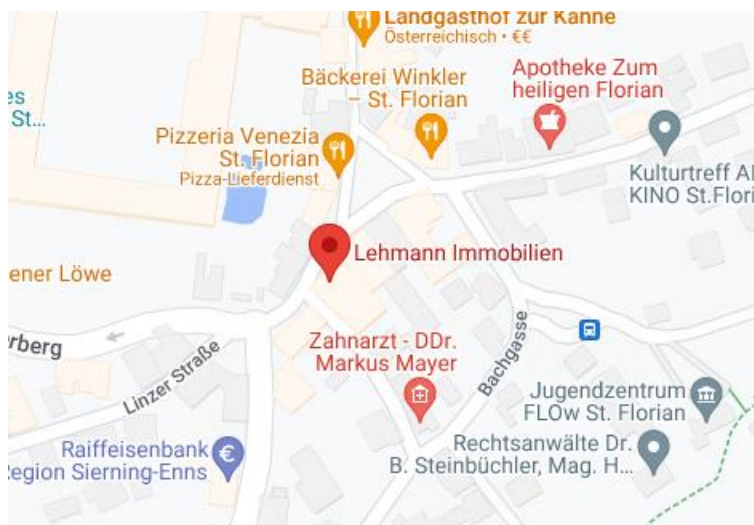 Landgasthof zur Kanne
Österreichisch • €€
Bäckerei Winkler
– St. Florian
Apotheke Zum
heiligen Florian
es
St...
Pizzeria Venezia
St. Florian
Pizza-Lieferdienst
Kulturtreff Al
KINO St.Flori
Lehmann Immobilien
ener Löwe
rberg
Linzer Straße
Zahnarzt - DDr.
Markus Mayer
Bachgasse
Jugendzentrum
FLOw St. Florian
Raiffeisenbank
Region Sierning-Enns
€
Rechtsanwälte Dr.
B. Steinbüchler, Mag. H...